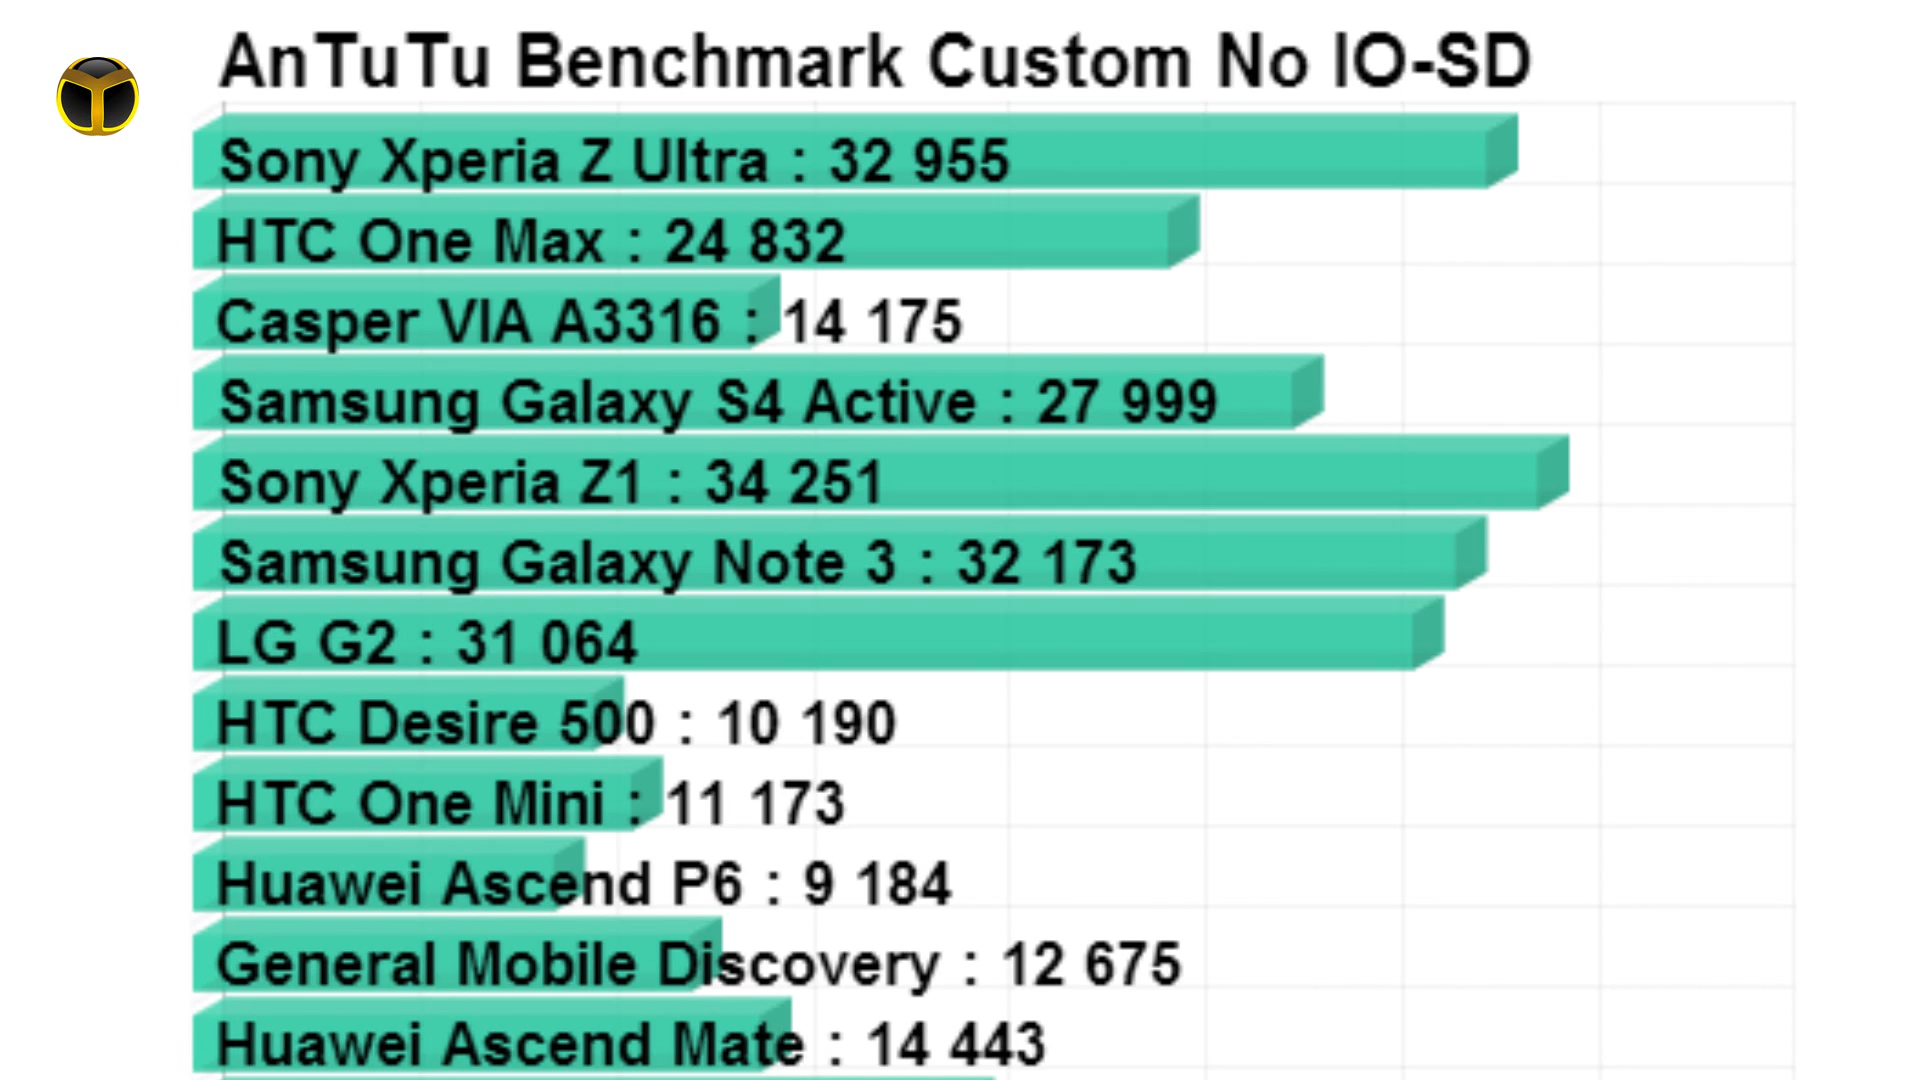 AnTuTu Benchmark Custom No IO-SD
Sony Xperia Z Ultra : 32 955
HTC One Max : 24 832
Casper VIA A3316 : 14 175
Samsung Galaxy S4 Active : 27 999
Sony Xperia Z1 : 34 251
Samsung Galaxy Note 3 : 32 173
LG G2 : 31 064
HTC Desire 500 : 10 190
HTC One Mini : 11 173
Huawei Ascend P6 : 9 184
General Mobile Discovery : 12 675
Huawei Ascend Mate : 14 443